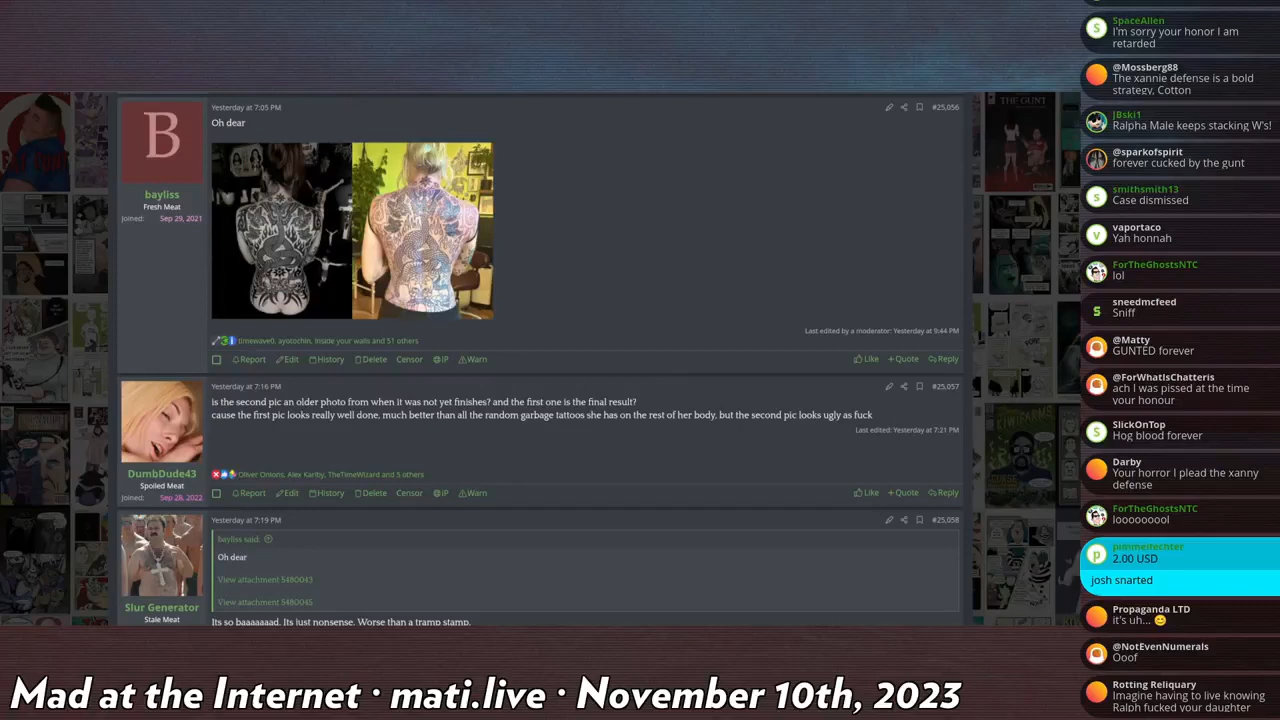 Yesterday at 7:05 PM
#25,056
Oh dear
B
bayliss
Fresh Meat
Joined: Sep 29, 2021
Last edited by a moderator: Yesterday at 9:44 PM
timewave0, ayotochin, Inside your walls and 51 others
Report Edit History Delete Censor IP Warn
Like + Quote Reply
Yesterday at 7:16 PM
#25,057
is the second pic an older photo from when it was not yet finishes? and the first one is the final result?
cause the first pic looks really well done, much better than all the random garbage tattoos she has on the rest of her body, but the second pic looks ugly as fuck
Last edited: Yesterday at 7:21 PM
DumbDude43
Spoiled Meat
Joined: Sep 28, 2022
Oliver Onions, Alex Karlby, TheTimeWizard and 5 others
Report Edit History Delete Censor IP Warn
Like + Quote Reply
Yesterday at 7:19 PM
#25,058
bayliss said:
Oh dear
View attachment 5480043
View attachment 5480045
Its so baaaaaaad. Its just nonsense. Worse than a tramp stamp.
Slur Generator
Stale Meat
THE GUNT
KIWIFARMS
SpaceAllen
I'm sorry your honor I am
retarded
@Mossberg88
The xannie defense is a bold
strategy, Cotton
JBski1
Ralpha Male keeps stacking W's!
@sparkofspirit
forever cucked by the gunt
smithsmith13
Case dismissed
vaportaco
Yah honnah
ForTheGhostsNTC
lol
sneedmcfeed
Sniff
@Matty
GUNTED forever
@ForWhatIsChatteris
ach I was pissed at the time
your honour
SlickOnTop
Hog blood forever
Darby
Your horror I plead the xanny
defense
ForTheGhostsNTC
looooooool
pimmelfechter
2.00 USD
josh snarted
Propaganda LTD
it's uh... 😊
@NotEvenNumerals
Ooof
Rotting Reliquary
Imagine having to live knowing
Ralph fucked your daughter
Mad at the Internet · mati.live · November 10th, 2023